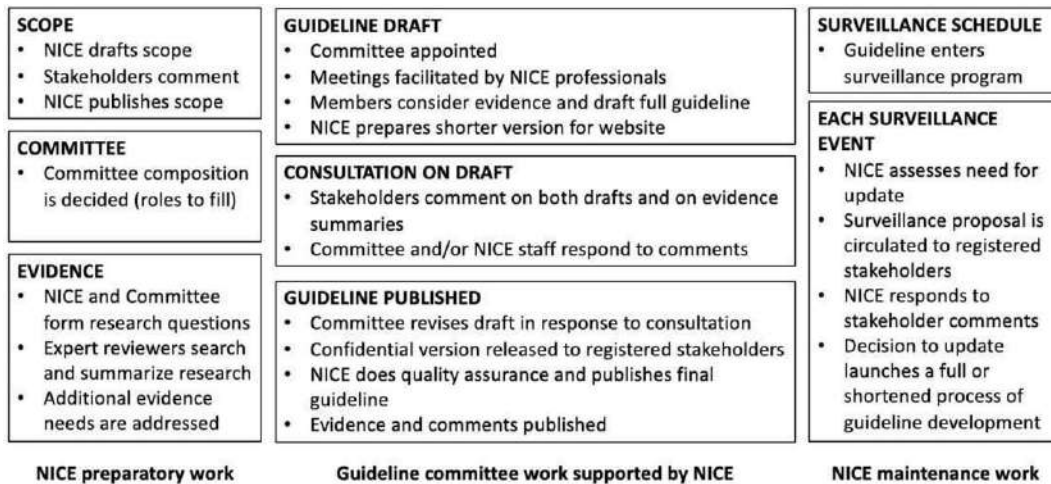 SCOPE
• NICE drafts scope
• Stakeholders comment
• NICE publishes scope
COMMITTEE
• Committee composition
is decided (roles to fill)
EVIDENCE
• NICE and Committee
form research questions
• Expert reviewers search
and summarize research
• Additional evidence
needs are addressed
NICE preparatory work
GUIDELINE DRAFT
• Committee appointed
• Meetings facilitated by NICE professionals
• Members consider evidence and draft full guideline
• NICE prepares shorter version for website
CONSULTATION ON DRAFT
• Stakeholders comment on both drafts and on evidence
summaries
• Committee and/or NICE staff respond to comments
GUIDELINE PUBLISHED
• Committee revises draft in response to consultation
• Confidential version released to registered stakeholders
• NICE does quality assurance and publishes final
guideline
• Evidence and comments published
Guideline committee work supported by NICE
SURVEILLANCE SCHEDULE
• Guideline enters
surveillance program
EACH SURVEILLANCE
EVENT
• NICE assesses need for
update
• Surveillance proposal is
circulated to registered
stakeholders
• NICE responds to
stakeholder comments
• Decision to update
launches a full or
shortened process of
guideline development
NICE maintenance work